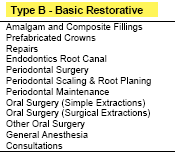 Type B - Basic Restorative
Amalgam and Composite Fillings
Prefabricated Crowns
Repairs
Endodontics Root Canal
Periodontal Surgery
Periodontal Scaling & Root Planing
Periodontal Maintenance
Oral Surgery (Simple Extractions)
Oral Surgery (Surgical Extractions)
Other Oral Surgery
General Anesthesia
Consultations